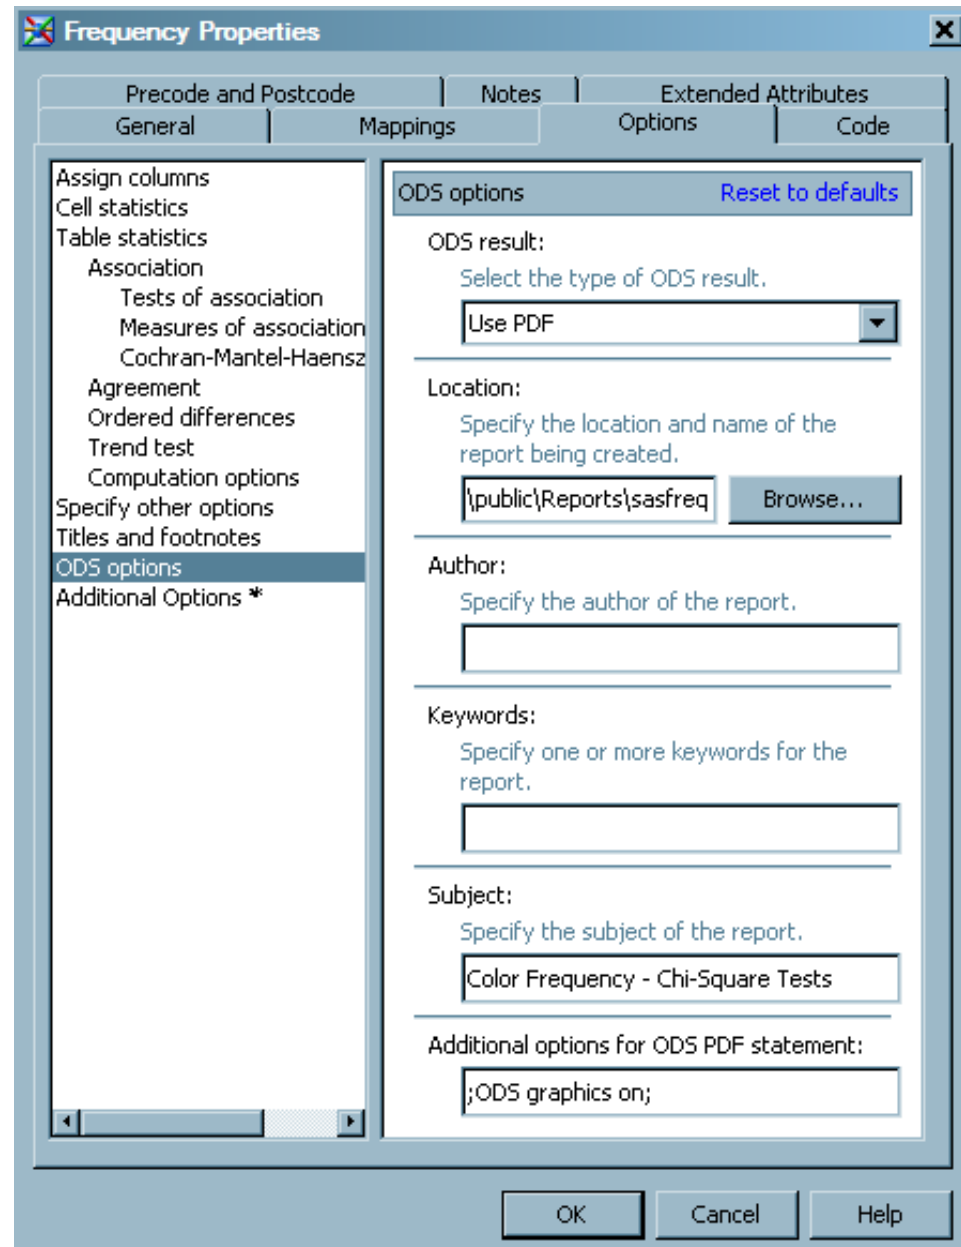 Frequency Properties
Precode and Postcode Notes Extended Attributes
General Mappings Options Code
Assign columns
Cell statistics
Table statistics
Association
Tests of association
Measures of association
Cochran-Mantel-Haensz
Agreement
Ordered differences
Trend test
Computation options
Specify other options
Titles and footnotes
ODS options
Additional Options *
ODS options Reset to defaults
ODS result:
Select the type of ODS result.
Use PDF
Location:
Specify the location and name of the
report being created.
\public\Reports\sasfreq Browse...
Author:
Specify the author of the report.
Keywords:
Specify one or more keywords for the
report.
Subject:
Specify the subject of the report.
Color Frequency - Chi-Square Tests
Additional options for ODS PDF statement:
;ODS graphics on;
OK Cancel Help